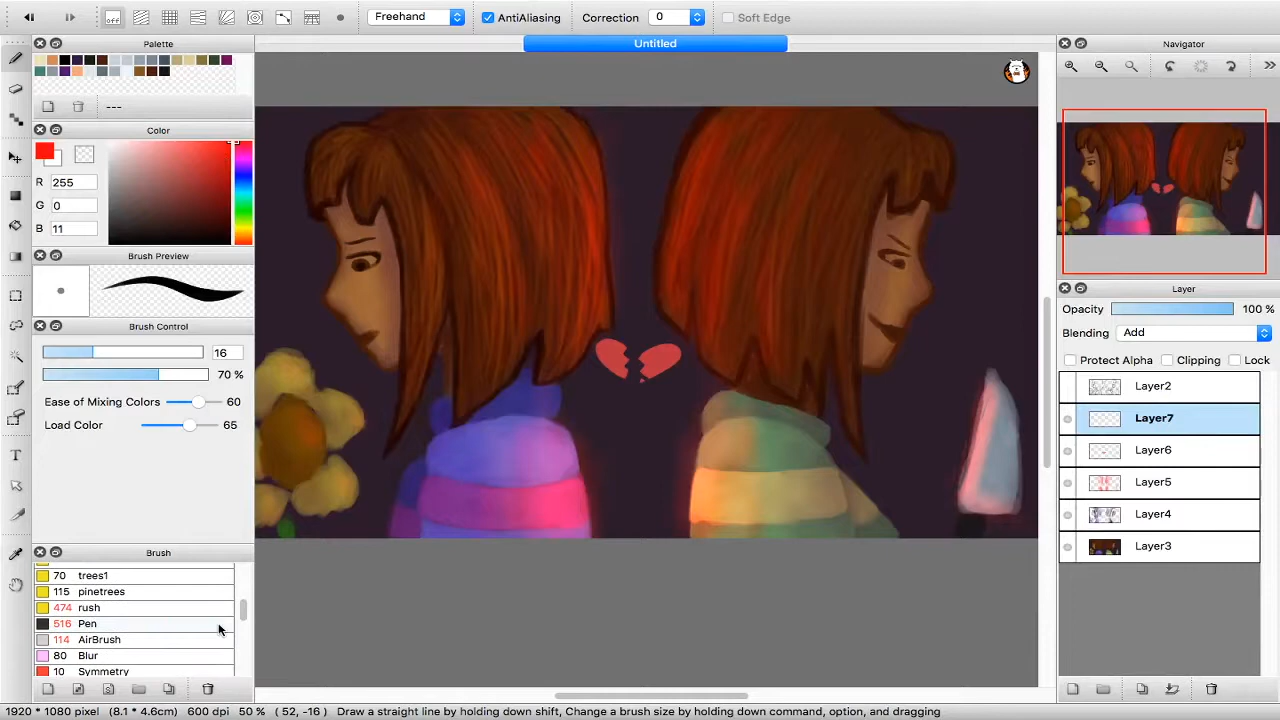 off Freehand AntiAliasing Correction 0 Soft Edge
Palette
Untitled
Navigator
---
Color
R 255
G 0
B 11
Brush Preview
Brush Control
16
70 %
Ease of Mixing Colors 60
Load Color 65
Brush
70 trees1
115 pinetrees
474 rush
516 Pen
114 AirBrush
80 Blur
10 Symmetry
Layer
Opacity 100 %
Blending Add
Protect Alpha Clipping Lock
Layer2
Layer7
Layer6
Layer5
Layer4
Layer3
1920 * 1080 pixel (8.1 * 4.6cm) 600 dpi 50 % ( 52, -16 ) Draw a straight line by holding down shift, Change a brush size by holding down command, option, and dragging